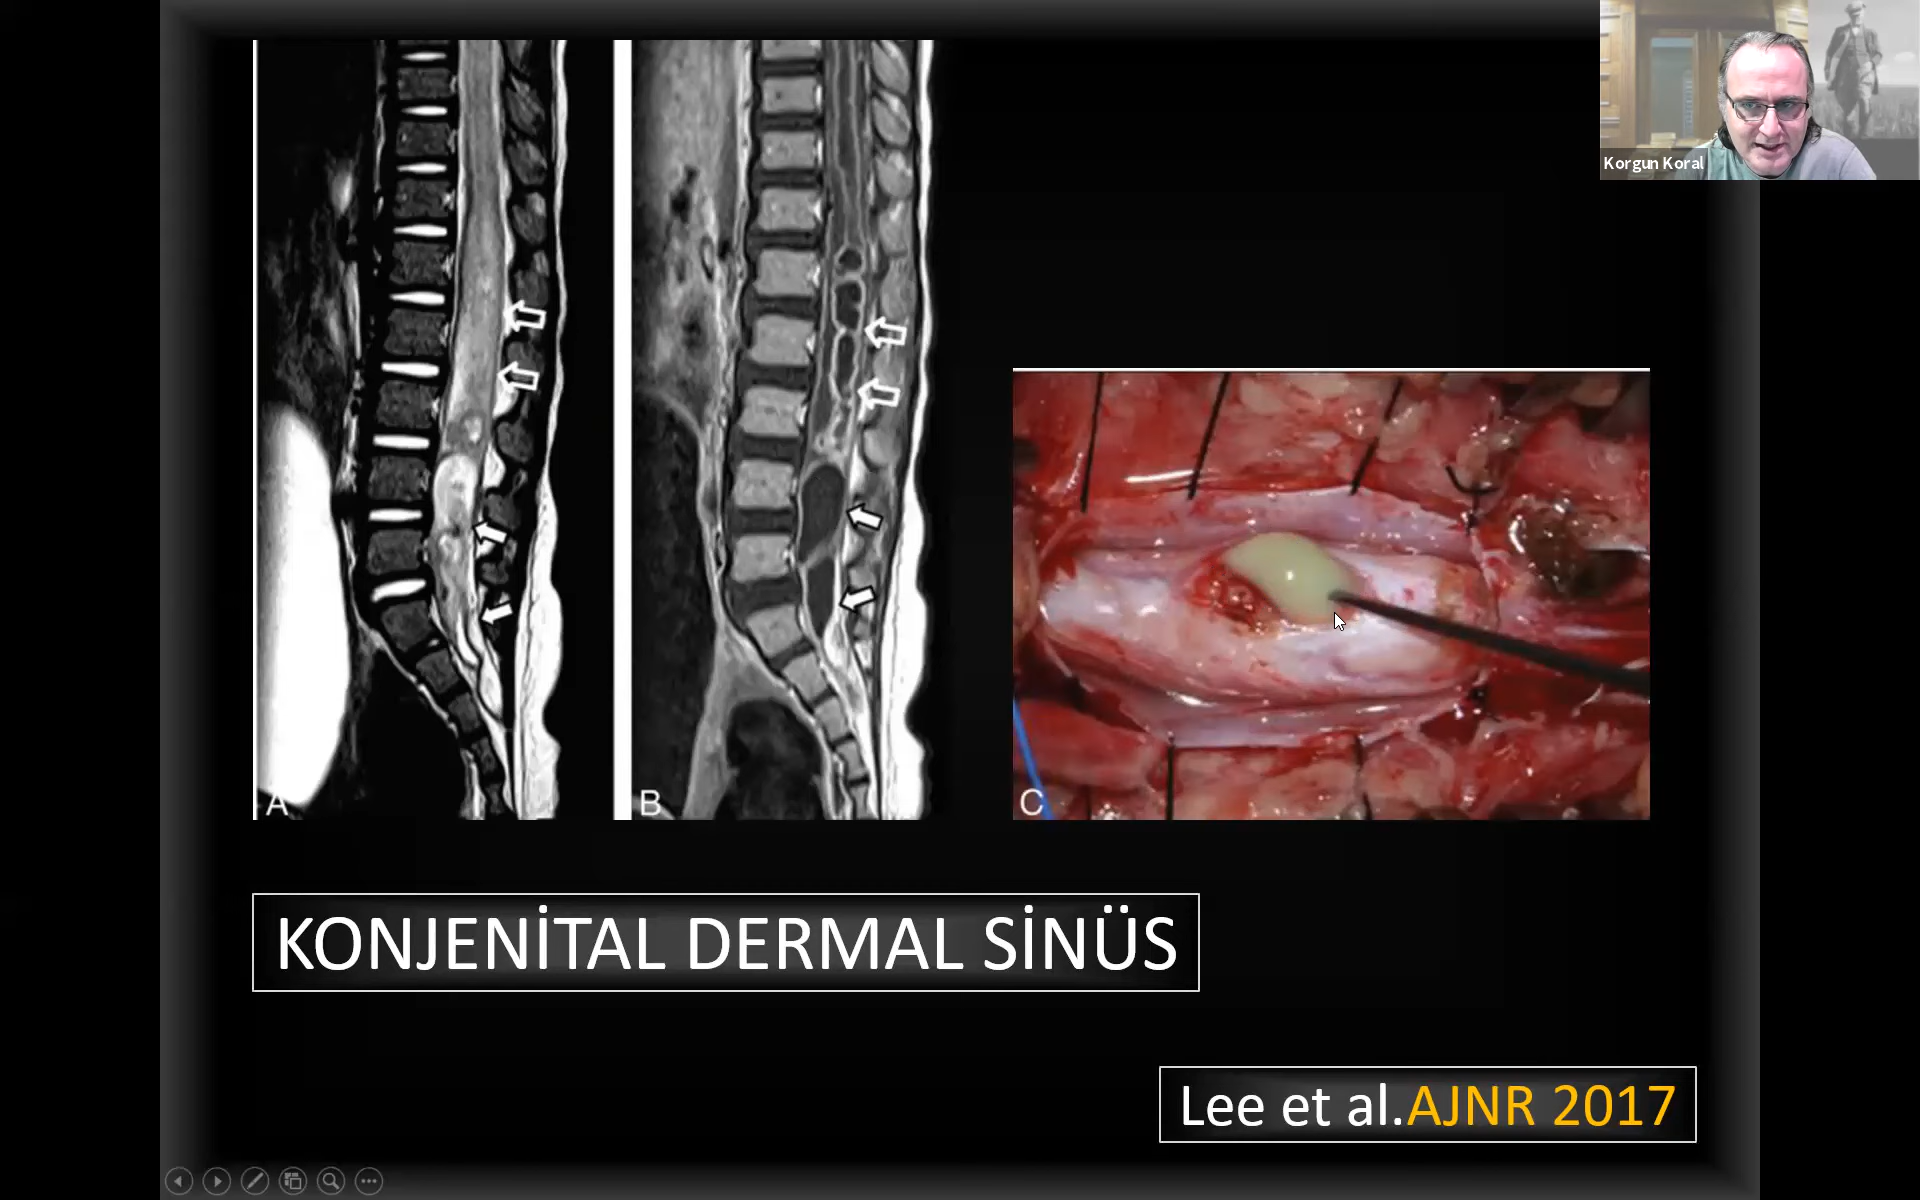 Korgun Koral
A
B
C
KONJENİTAL DERMAL SİNÜS
Lee et al.AJNR 2017